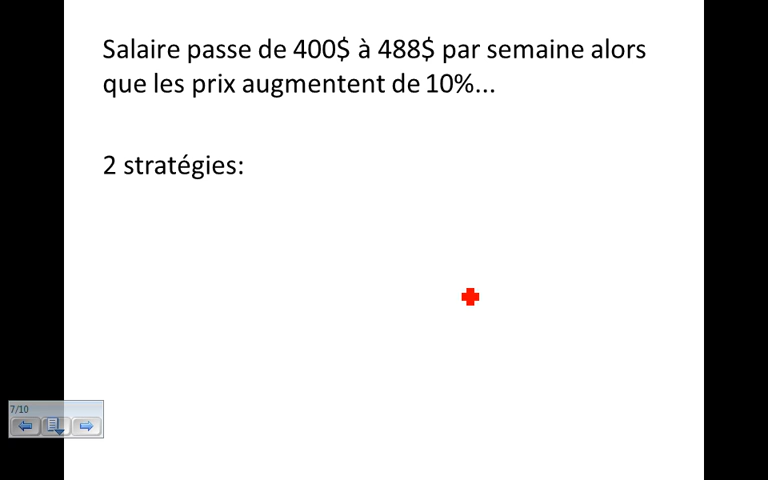 Salaire passe de 400$ à 488$ par semaine alors
que les prix augmentent de 10%...
2 stratégies:
7/10